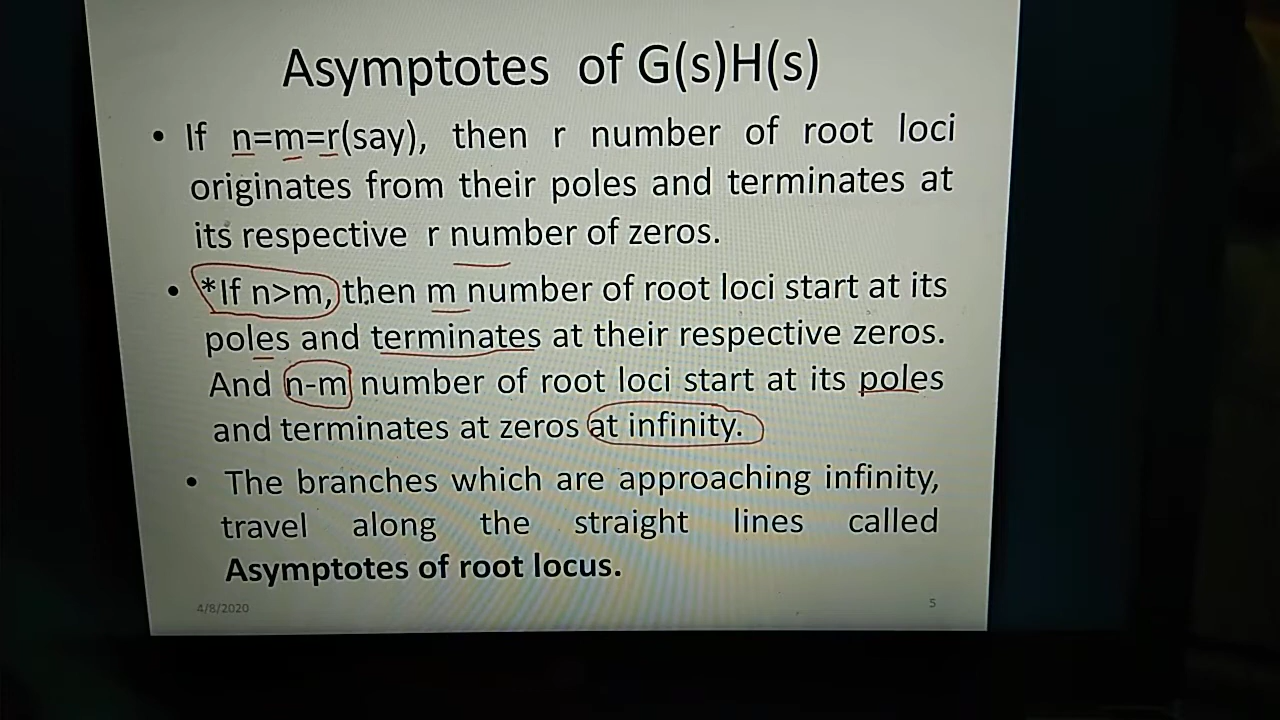 Asymptotes of G(s)H(s)
• If n=m=r(say), then r number of root loci
originates from their poles and terminates at
its respective r number of zeros.
• *If n>m, then m number of root loci start at its
poles and terminates at their respective zeros.
And n-m number of root loci start at its poles
and terminates at zeros at infinity.
• The branches which are approaching infinity,
travel along the straight lines called
Asymptotes of root locus.
4/8/2020
5